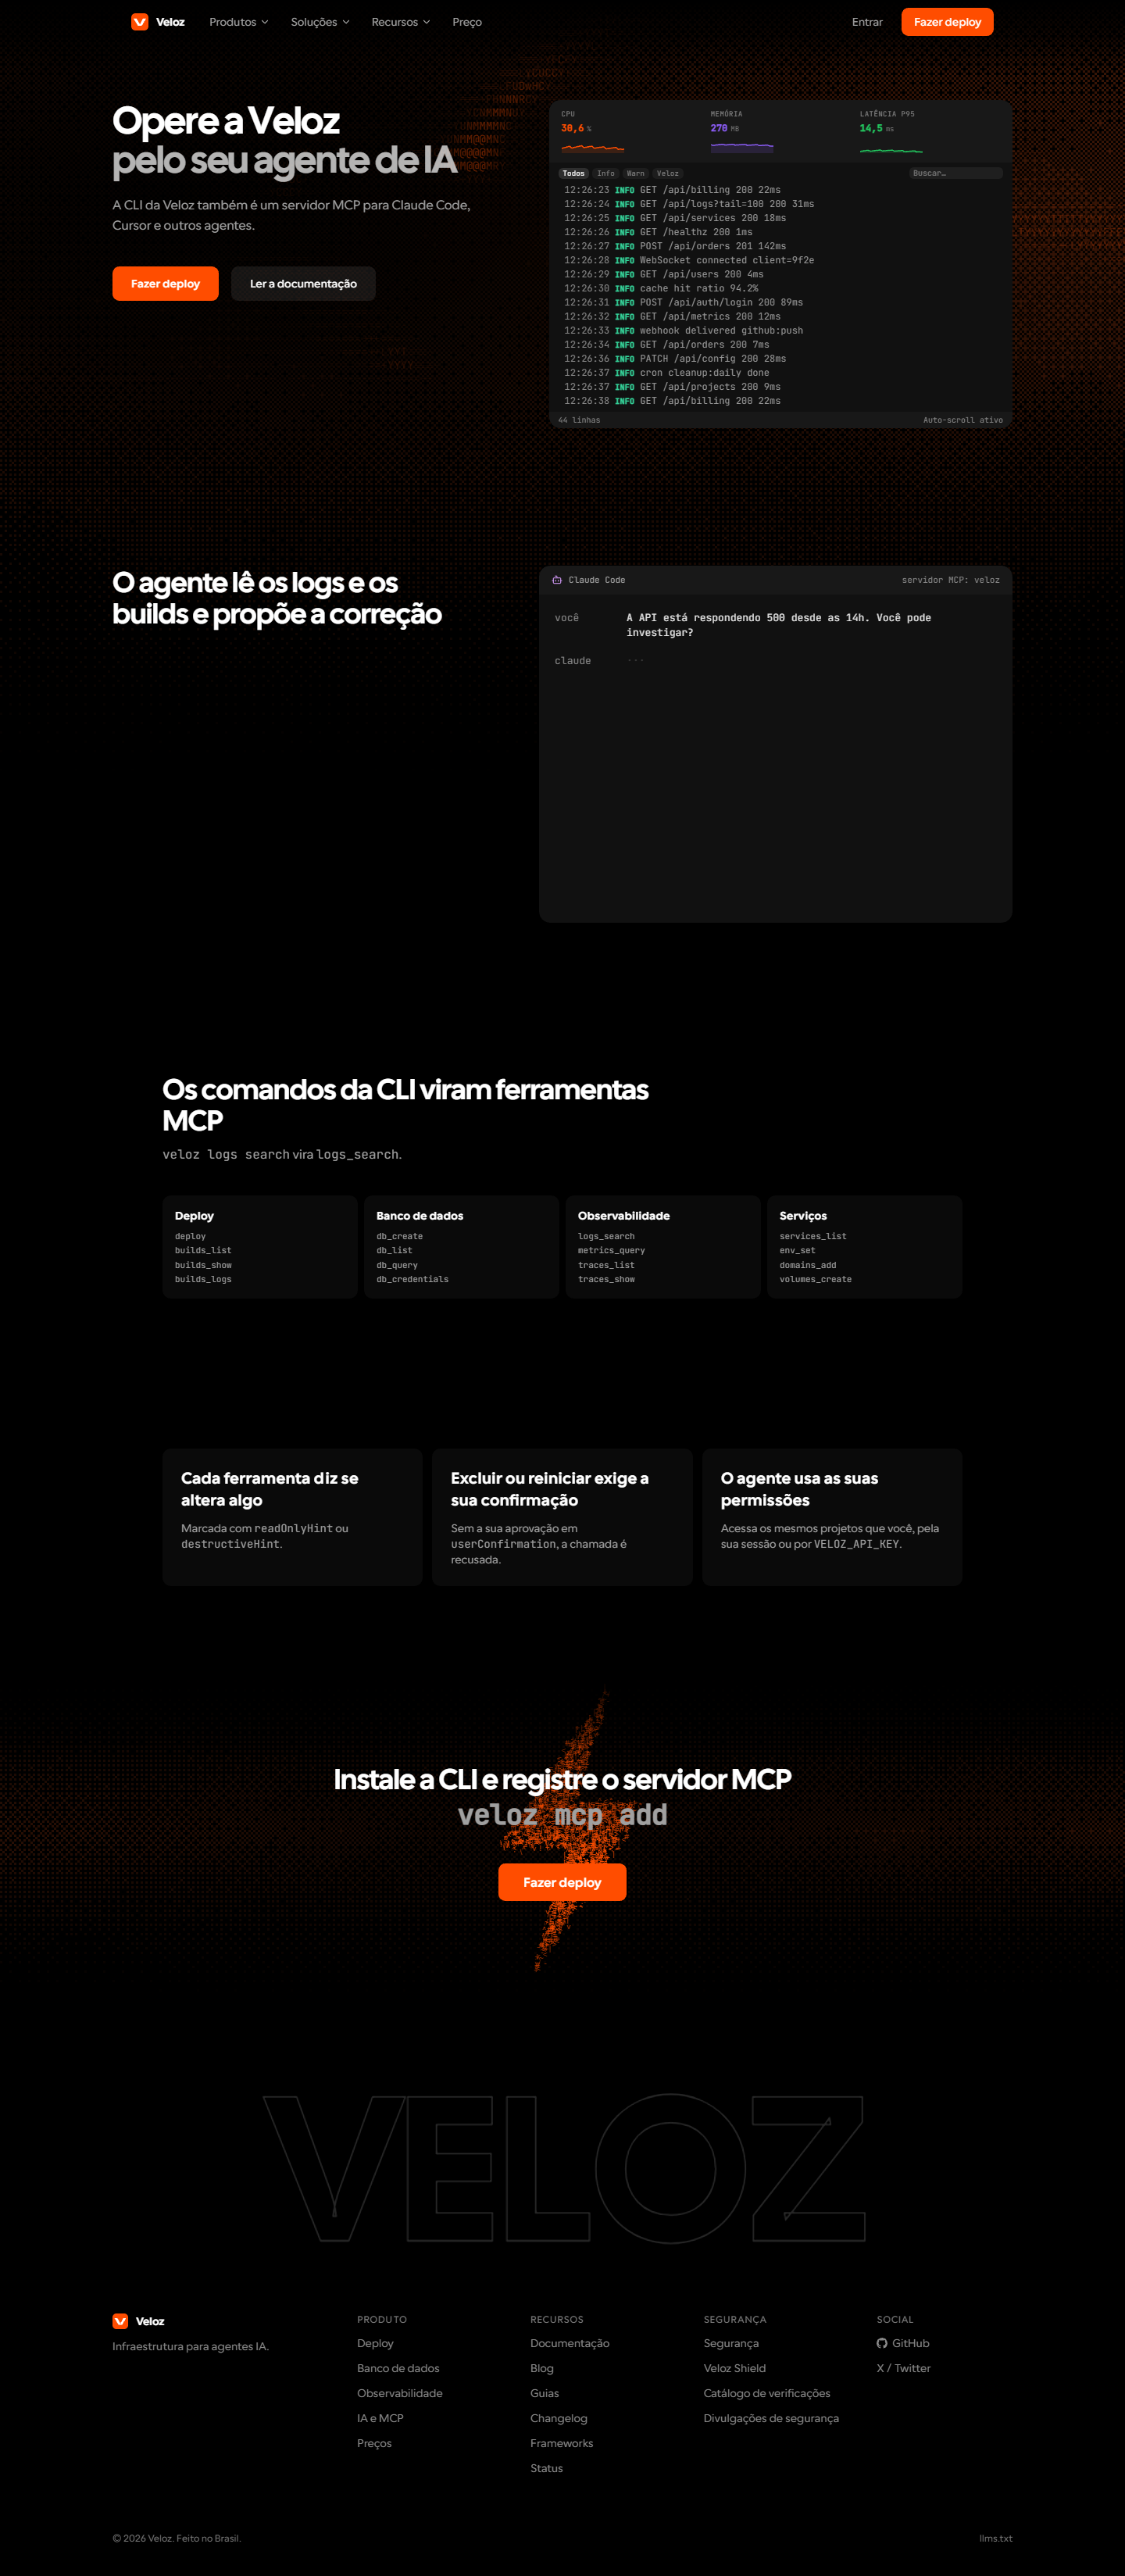 Veloz
Produtos
Soluções
Recursos
Preço
Entrar
Fazer deploy
Opere a Veloz
pelo seu agente de IA
A CLI da Veloz também é um servidor MCP para Claude Code,
Cursor e outros agentes.
Fazer deploy
Ler a documentação
CPU
30,6 %
MEMÓRIA
270 MB
LATÊNCIA P95
14,5 ms
Todos
Info
Warn
Veloz
Buscar…
12:26:23 INFO GET /api/billing 200 22ms
12:26:24 INFO GET /api/logs?tail=100 200 31ms
12:26:25 INFO GET /api/services 200 18ms
12:26:26 INFO GET /healthz 200 1ms
12:26:27 INFO POST /api/orders 201 142ms
12:26:28 INFO WebSocket connected client=9f2e
12:26:29 INFO GET /api/users 200 4ms
12:26:30 INFO cache hit ratio 94.2%
12:26:31 INFO POST /api/auth/login 200 89ms
12:26:32 INFO GET /api/metrics 200 12ms
12:26:33 INFO webhook delivered github:push
12:26:34 INFO GET /api/orders 200 7ms
12:26:36 INFO PATCH /api/config 200 28ms
12:26:37 INFO cron cleanup:daily done
12:26:37 INFO GET /api/projects 200 9ms
12:26:38 INFO GET /api/billing 200 22ms
44 linhas
Auto-scroll ativo
O agente lê os logs e os
builds e propõe a correção
Claude Code
servidor MCP: veloz
você
A API está respondendo 500 desde as 14h. Você pode
investigar?
claude
...
Os comandos da CLI viram ferramentas
MCP
veloz logs search vira logs_search.
Deploy
deploy
builds_list
builds_show
builds_logs
Banco de dados
db_create
db_list
db_query
db_credentials
Observabilidade
logs_search
metrics_query
traces_list
traces_show
Serviços
services_list
env_set
domains_add
volumes_create
Cada ferramenta diz se
altera algo
Marcada com readOnlyHint ou
destructiveHint.
Excluir ou reiniciar exige a
sua confirmação
Sem a sua aprovação em
userConfirmation, a chamada é
recusada.
O agente usa as suas
permissões
Acessa os mesmos projetos que você, pela
sua sessão ou por VELOZ_API_KEY.
Instale a CLI e registre o servidor MCP
veloz mcp add
Fazer deploy
VELOZ
Veloz
Infraestrutura para agentes IA.
PRODUTO
Deploy
Banco de dados
Observabilidade
IA e MCP
Preços
RECURSOS
Documentação
Blog
Guias
Changelog
Frameworks
Status
SEGURANÇA
Segurança
Veloz Shield
Catálogo de verificações
Divulgações de segurança
SOCIAL
GitHub
X / Twitter
© 2026 Veloz. Feito no Brasil.
llms.txt